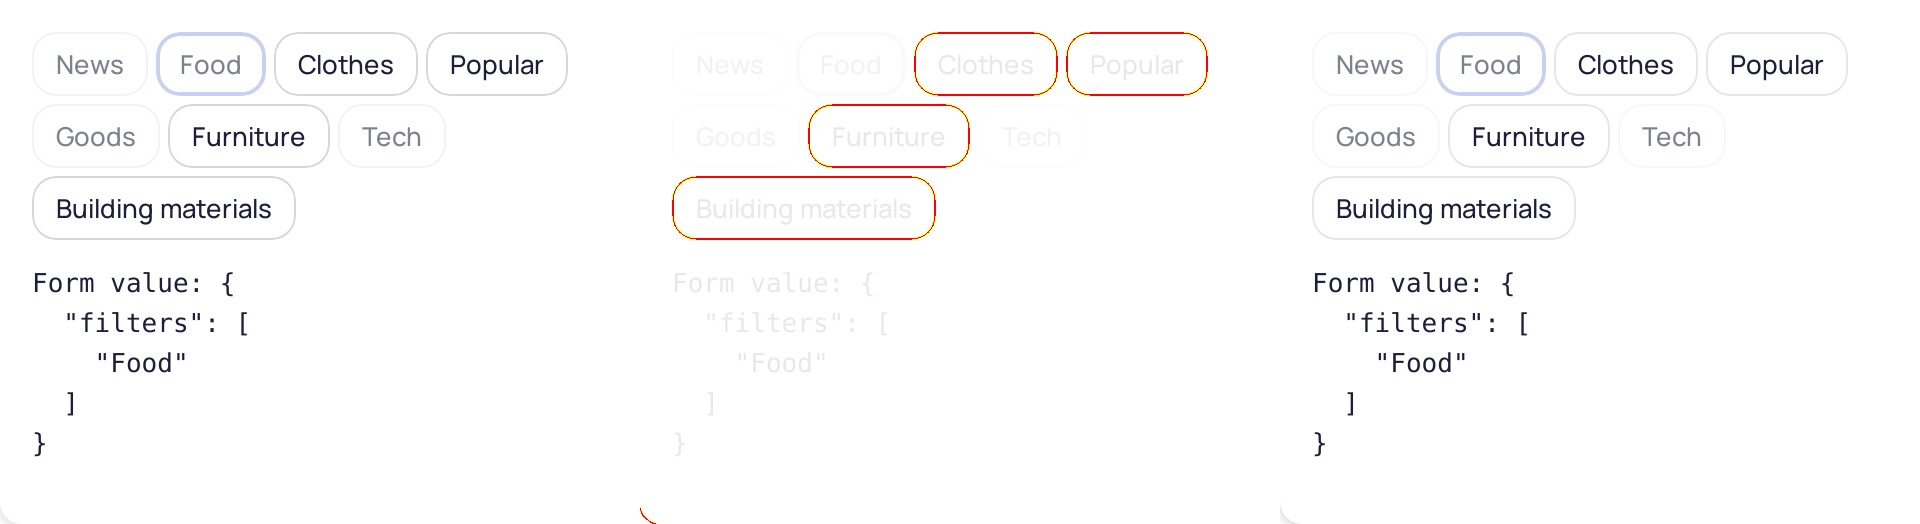 News Food Clothes Popular
Goods Furniture Tech
Building materials
Form value: {
  "filters": [
    "Food"
  ]
}
News Food Clothes Popular
Goods Furniture Tech
Building materials
Form value: {
  "filters": [
    "Food"
  ]
}
News Food Clothes Popular
Goods Furniture Tech
Building materials
Form value: {
  "filters": [
    "Food"
  ]
}